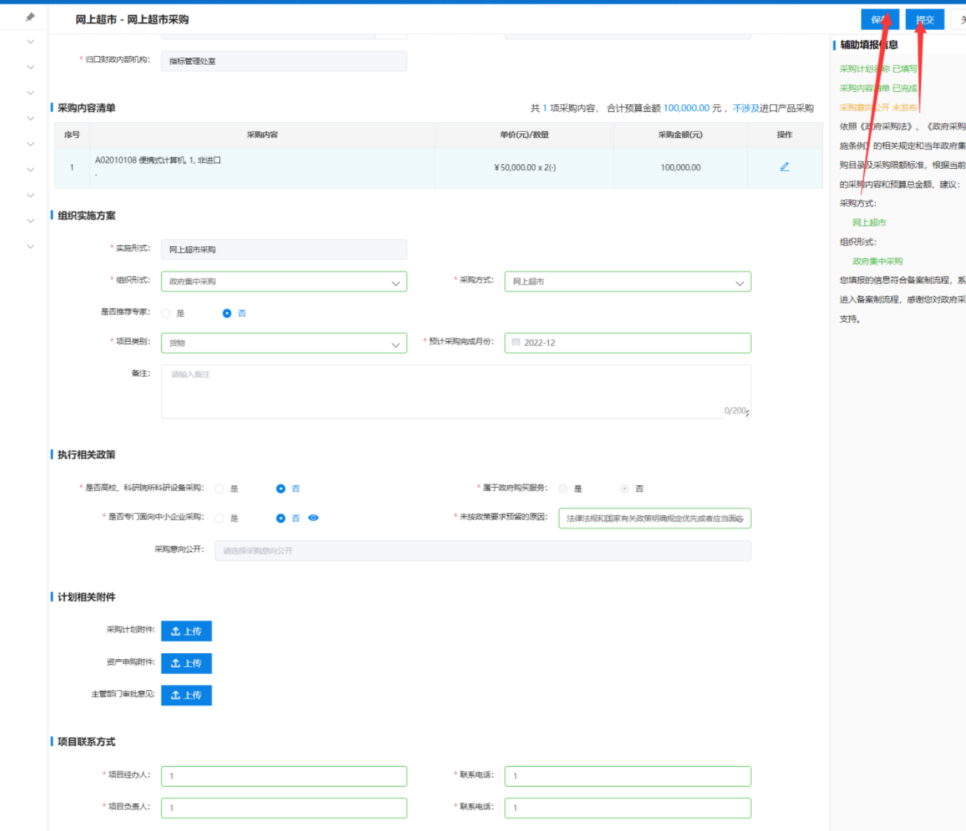 网上超市 - 网上超市采购
保存 提交
* 归口财政内部机构: 指标管理处室
采购内容清单
共 1 项采购内容, 合计预算金额 100,000.00 元, 不涉及进口产品采购
序号 采购内容 单价(元)/数量 采购金额(元) 操作
1 A02010108 便携式计算机, 1, 非进口 ¥ 50,000.00 x 2(-) 100,000.00
组织实施方案
* 实施形式: 网上超市采购
* 组织形式: 政府集中采购 * 采购方式: 网上超市
是否推荐专家: 是 否
* 项目类别: 货物 * 预计采购完成月份: 2022-12
备注: 请输入备注
0/200
执行相关政策
* 是否高校、科研院所科研设备采购: 是 否 * 属于政府购买服务: 是 否
* 是否专门面向中小企业采购: 是 否 * 未按政策要求预留的原因: 法律法规和国家有关政策明确规定优先或者应当面
采购意向公开: 请选择采购意向公开
计划相关附件
采购计划附件: 上传
资产申购附件: 上传
主管部门审批意见: 上传
项目联系方式
* 项目经办人: 1 * 联系电话: 1
* 项目负责人: 1 * 联系电话: 1
辅助填报信息
采购计划名称 已填写
采购内容清单 已完成
采购意向公开 未发布
依照《政府采购法》、《政府采购
施条例》的相关规定和当年政府集
购目录及采购限额标准, 根据当前
的采购内容和预算总金额, 建议:
采购方式:
网上超市
组织形式:
政府集中采购
您填报的信息符合备案制流程, 系
进入备案制流程, 感谢您对政府采
支持。